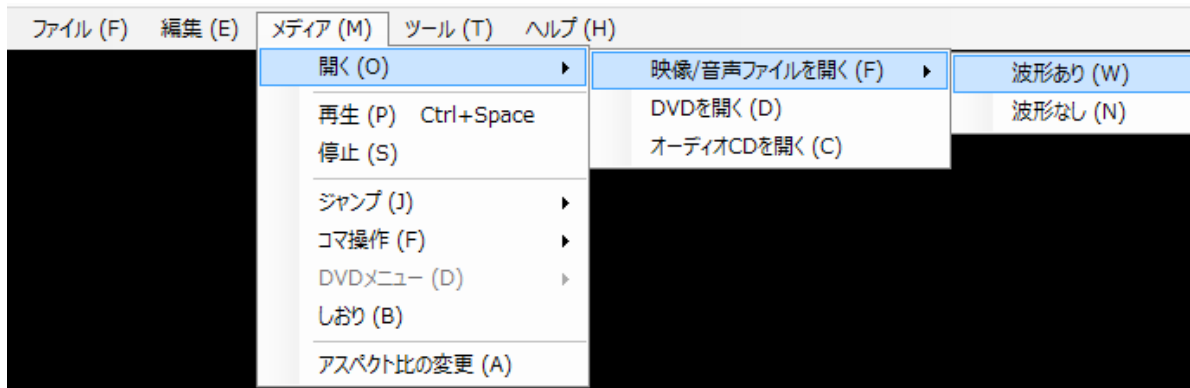 ファイル (F) 編集 (E) メディア (M) ツール (T) ヘルプ (H)
開く (O)
再生 (P) Ctrl+Space
停止 (S)
ジャンプ (J)
コマ操作 (F)
DVDメニュー (D)
しおり (B)
アスペクト比の変更 (A)
映像/音声ファイルを開く (F)
DVDを開く (D)
オーディオCDを開く (C)
波形あり (W)
波形なし (N)